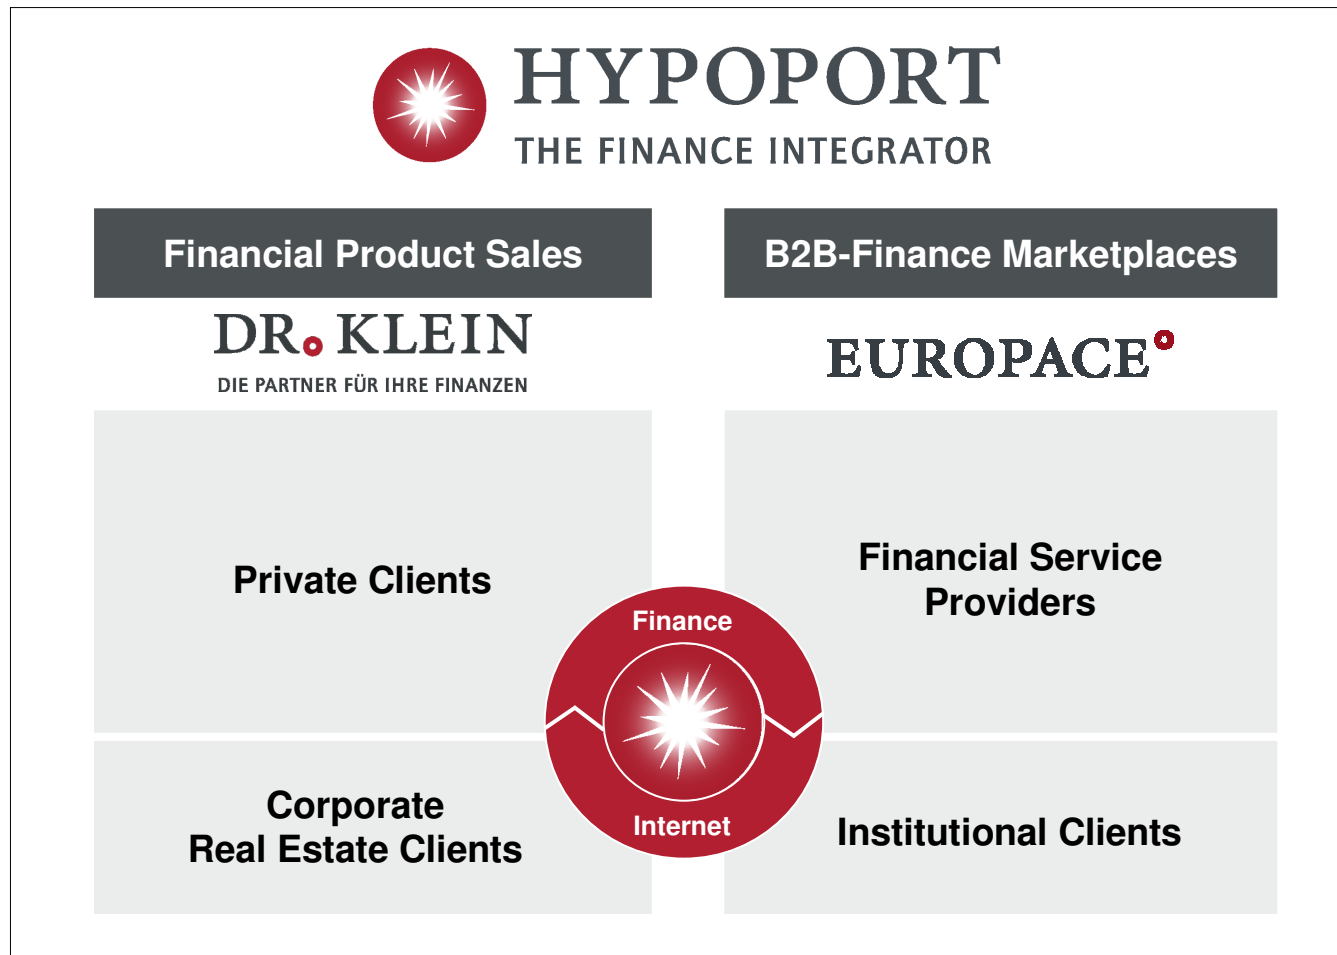 HYPOPORT
THE FINANCE INTEGRATOR
Financial Product Sales
DR. KLEIN
DIE PARTNER FÜR IHRE FINANZEN
Private Clients
Corporate
Real Estate Clients
B2B-Finance Marketplaces
EUROPACE
Financial Service
Providers
Institutional Clients
Finance
Internet